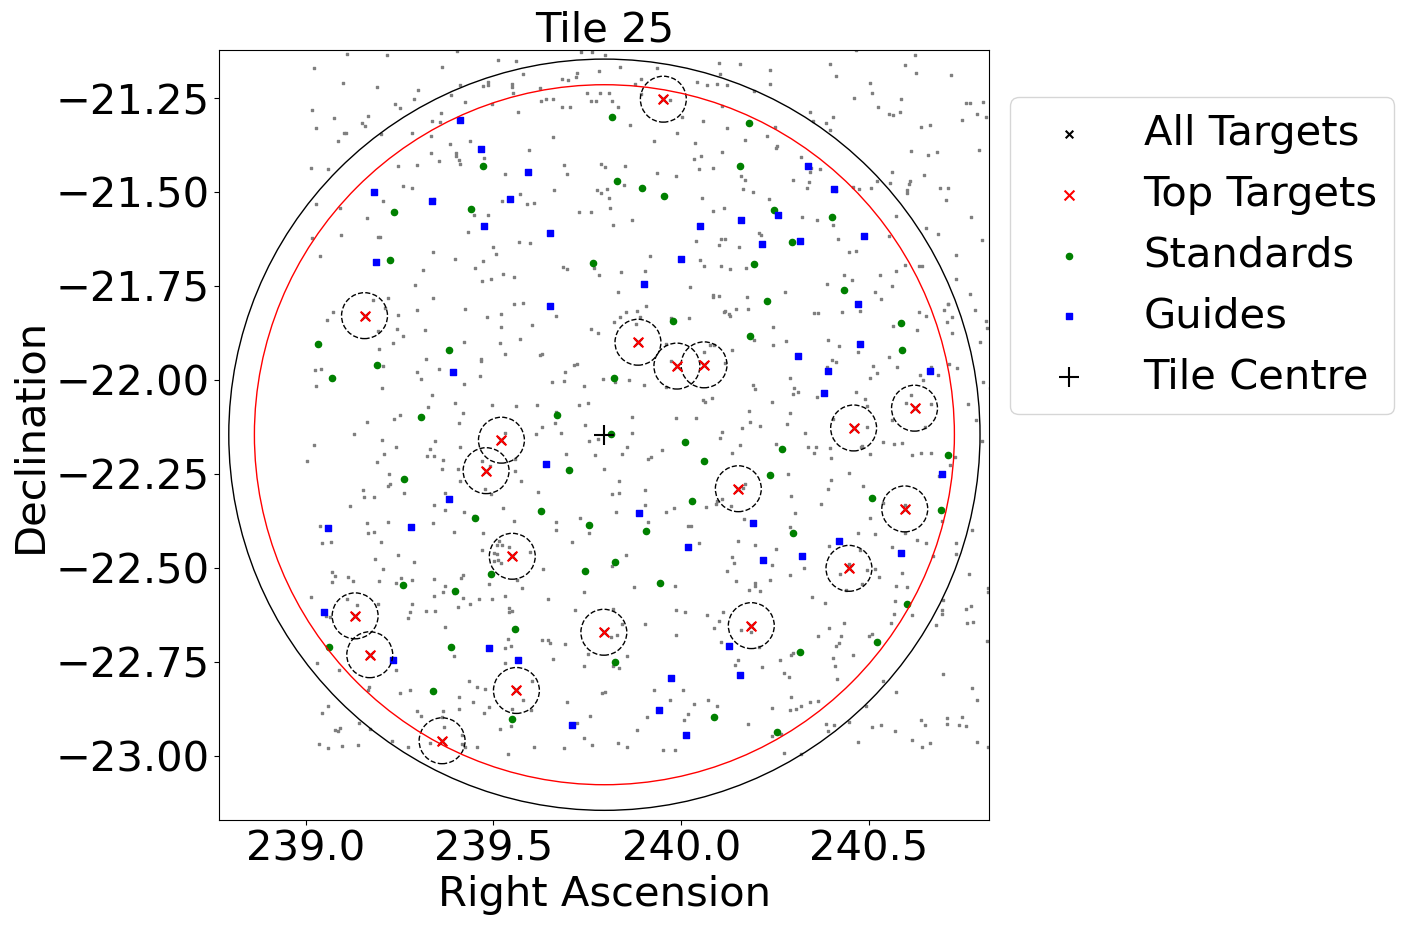 Tile 25
−21.25
−21.50
−21.75
−22.00
−22.25
−22.50
−22.75
−23.00
Declination
239.0 239.5 240.0 240.5
Right Ascension
All Targets
Top Targets
Standards
Guides
Tile Centre